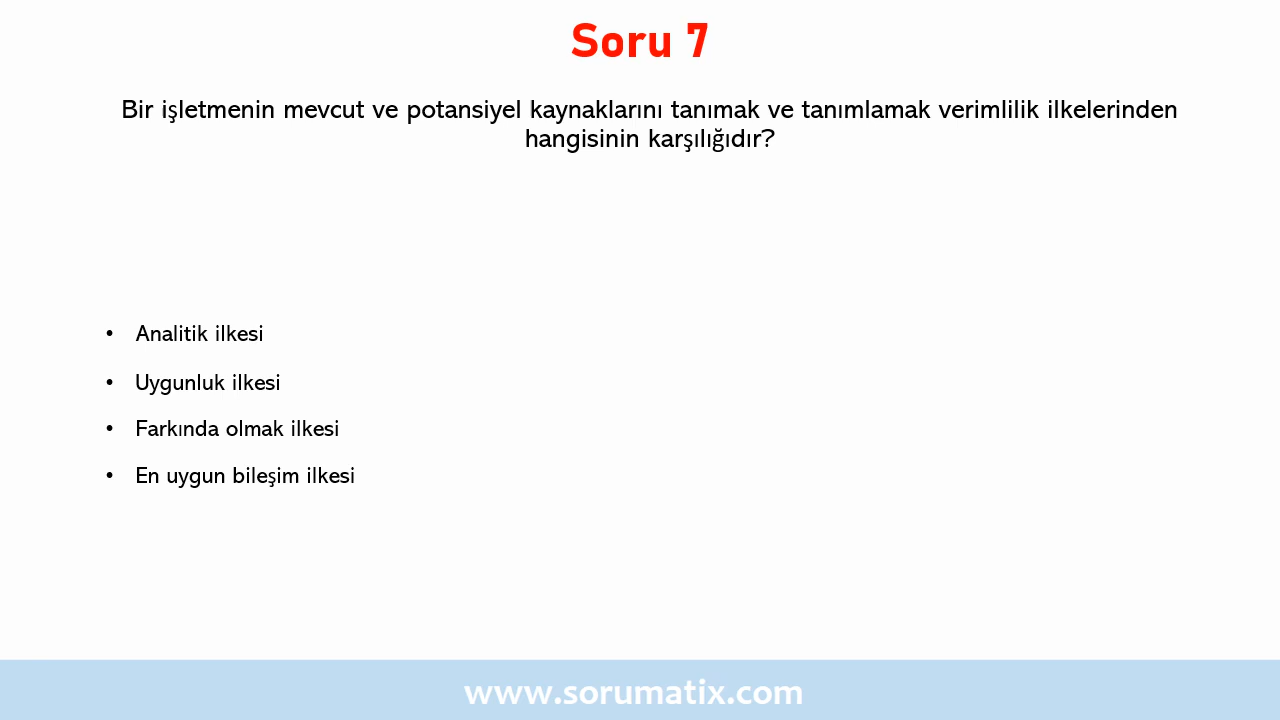 Soru 7
Bir işletmenin mevcut ve potansiyel kaynaklarını tanımak ve tanımlamak verimlilik ilkelerinden
hangisinin karşılığıdır?
• Analitik ilkesi
• Uygunluk ilkesi
• Farkında olmak ilkesi
• En uygun bileşim ilkesi
www.sorumatix.com